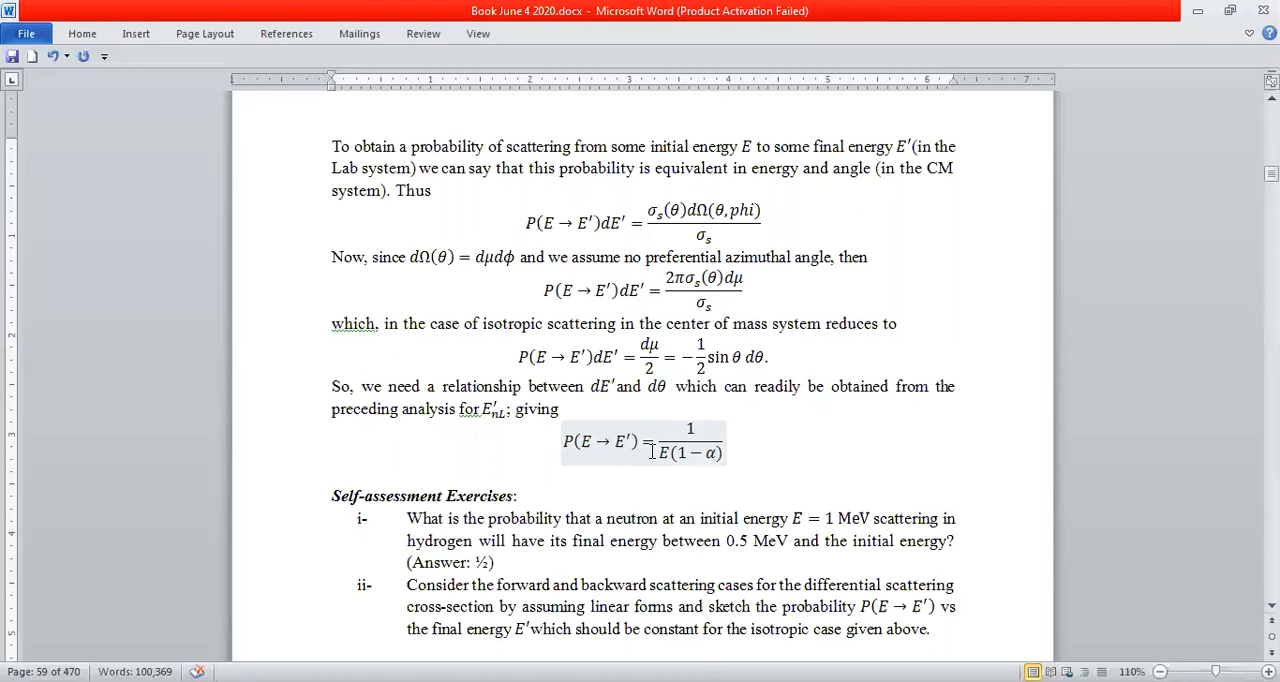 Book June 4 2020.docx - Microsoft Word (Product Activation Failed)
File Home Insert Page Layout References Mailings Review View
1 1 2 3 4 5 6 7
To obtain a probability of scattering from some initial energy E to some final energy E′(in the
Lab system) we can say that this probability is equivalent in energy and angle (in the CM
system). Thus
P(E → E′)dE′ = σₛ(θ)dΩ(θ, phi) / σₛ
Now, since dΩ(θ) = dμdϕ and we assume no preferential azimuthal angle, then
P(E → E′)dE′ = 2πσₛ(θ)dμ / σₛ
which, in the case of isotropic scattering in the center of mass system reduces to
P(E → E′)dE′ = dμ/2 = −1/2 sin θ dθ.
So, we need a relationship between dE′and dθ which can readily be obtained from the
preceding analysis for E′nL; giving
P(E → E′) = 1 / E(1 − α)
Self-assessment Exercises:
i- What is the probability that a neutron at an initial energy E = 1 MeV scattering in
hydrogen will have its final energy between 0.5 MeV and the initial energy?
(Answer: ½)
ii- Consider the forward and backward scattering cases for the differential scattering
cross-section by assuming linear forms and sketch the probability P(E → E′) vs
the final energy E′which should be constant for the isotropic case given above.
Page: 59 of 470 Words: 100,369 110%